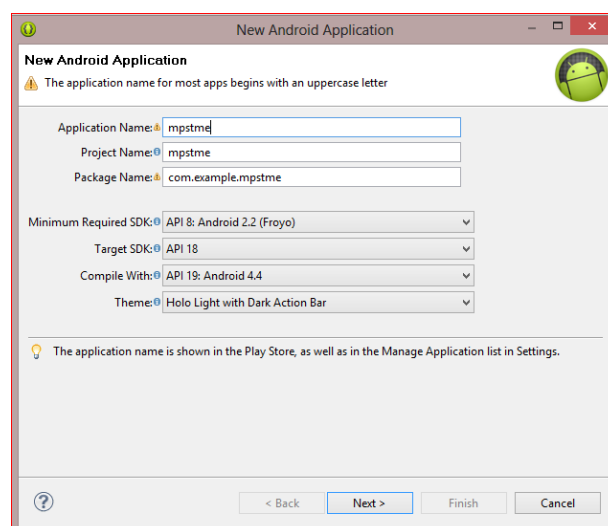 New Android Application
New Android Application
The application name for most apps begins with an uppercase letter
Application Name: mpstme
Project Name: mpstme
Package Name: com.example.mpstme
Minimum Required SDK: API 8: Android 2.2 (Froyo)
Target SDK: API 18
Compile With: API 19: Android 4.4
Theme: Holo Light with Dark Action Bar
The application name is shown in the Play Store, as well as in the Manage Application list in Settings.
< Back Next > Finish Cancel